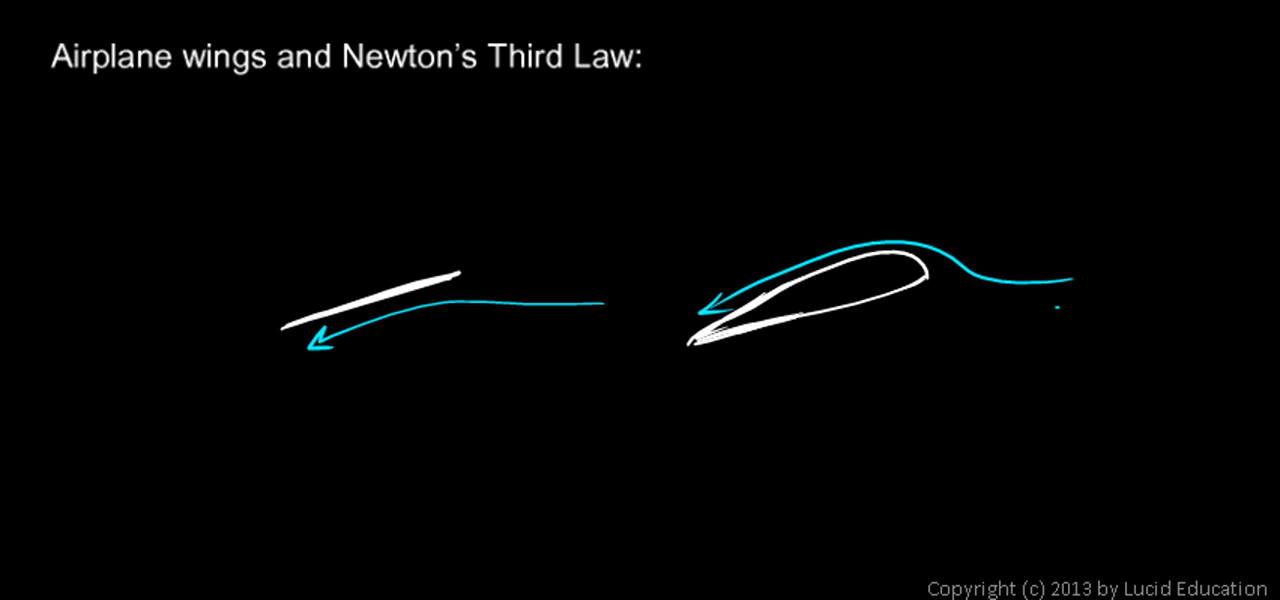 Airplane wings and Newton’s Third Law:
Copyright (c) 2013 by Lucid Education